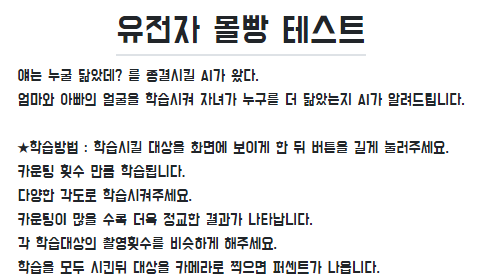 유전자 몰빵 테스트
얘는 누굴 닮았데? 를 종결시킬 AI가 왔다.
엄마와 아빠의 얼굴을 학습시켜 자녀가 누구를 더 닮았는지 AI가 알려드립니다.
★학습방법 : 학습시킬 대상을 화면에 보이게 한 뒤 버튼을 길게 눌러주세요.
카운팅 횟수 만큼 학습됩니다.
다양한 각도로 학습시켜주세요.
카운팅이 많을 수록 더욱 정교한 결과가 나타납니다.
각 학습대상의 촬영횟수를 비슷하게 해주세요.
학습을 모두 시킨뒤 대상을 카메라로 찍으면 퍼센트가 나옵니다.